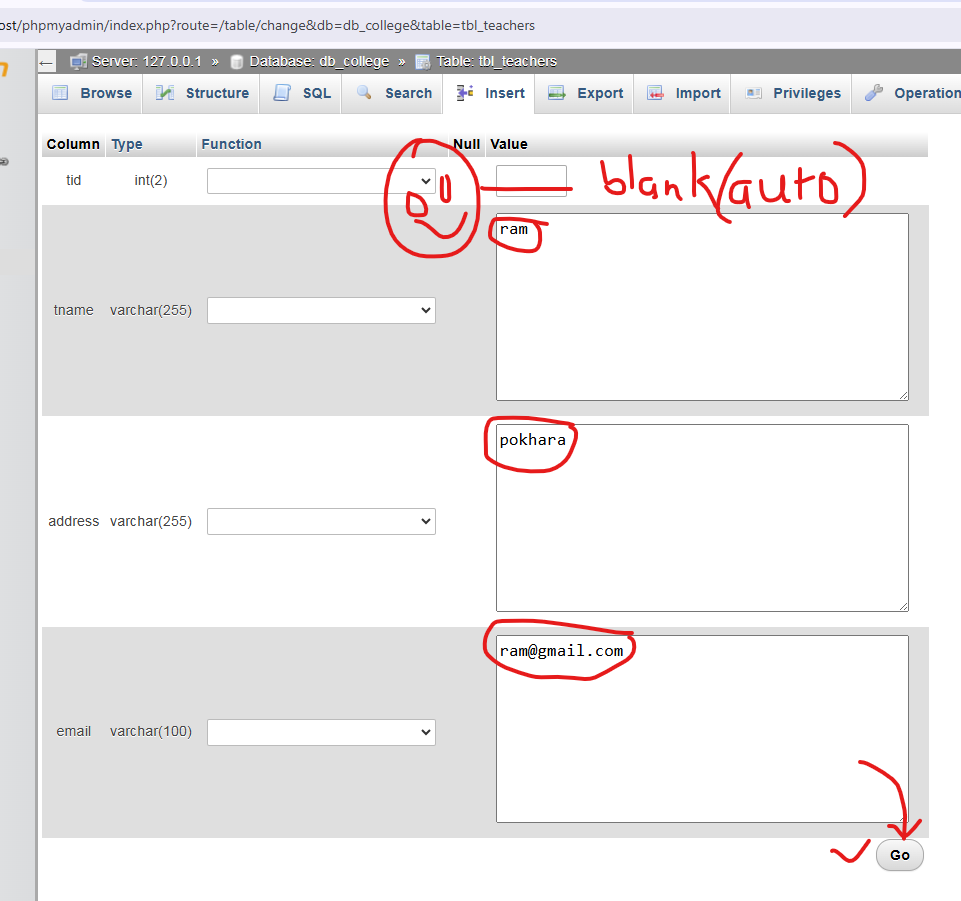 ost/phpmyadmin/index.php?route=/table/change&db=db_college&table=tbl_teachers
Server: 127.0.0.1 » Database: db_college » Table: tbl_teachers
Browse Structure SQL Search Insert Export Import Privileges Operation
Column Type Function Null Value
tid int(2) blank (auto)
tname varchar(255) ram
address varchar(255) pokhara
email varchar(100) ram@gmail.com
Go